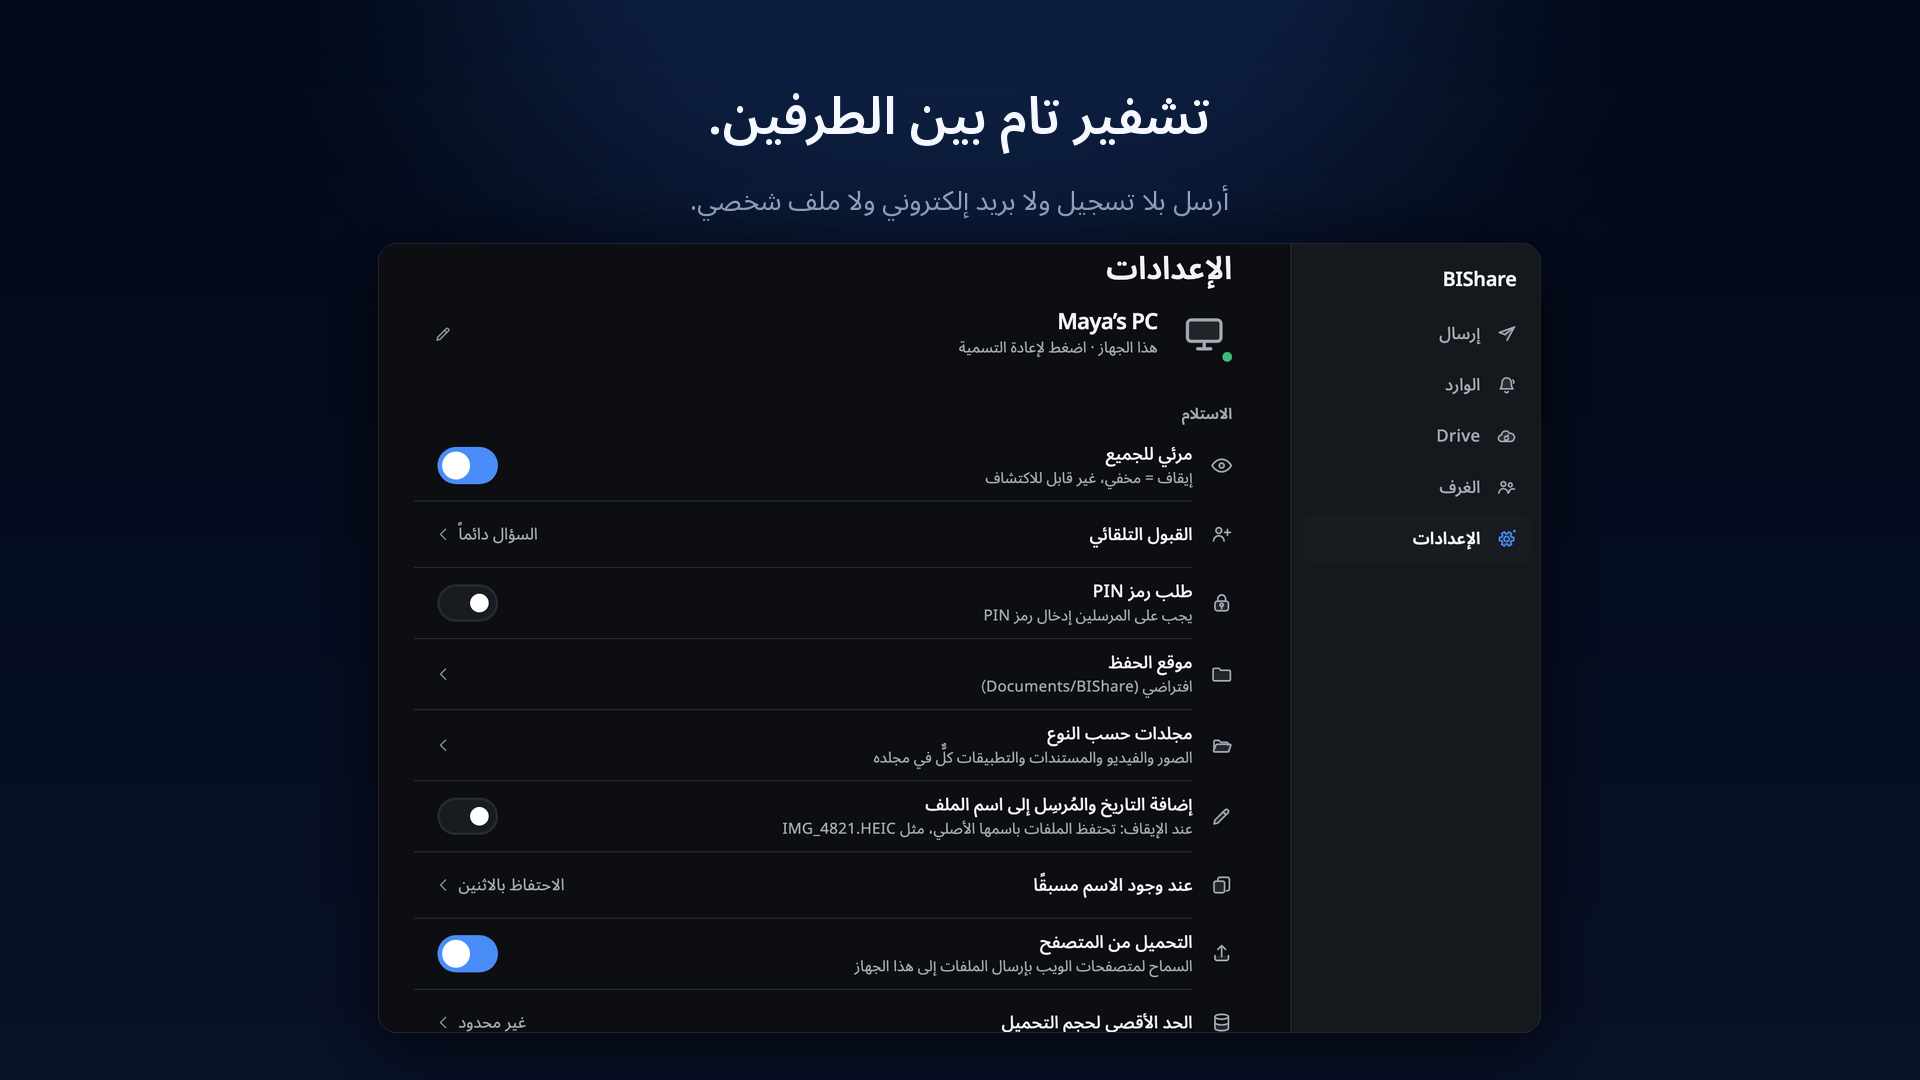 تشفير تام بين الطرفين.
أرسل بلا تسجيل ولا بريد إلكتروني ولا ملف شخصي.
BIShare
إرسال
الوارد
Drive
الغرف
الإعدادات
الإعدادات
Maya’s PC
هذا الجهاز · اضغط لإعادة التسمية
الاستلام
مرئي للجميع
إيقاف = مخفي، غير قابل للاكتشاف
القبول التلقائي
السؤال دائماً
طلب رمز PIN
يجب على المرسلين إدخال رمز PIN
موقع الحفظ
افتراضي (Documents/BIShare)
مجلدات حسب النوع
الصور والفيديو والمستندات والتطبيقات كلٌّ في مجلده
إضافة التاريخ والمُرسِل إلى اسم الملف
عند الإيقاف: تحتفظ الملفات باسمها الأصلي، مثل IMG_4821.HEIC
عند وجود الاسم مسبقًا
الاحتفاظ بالاثنين
التحميل من المتصفح
السماح لمتصفحات الويب بإرسال الملفات إلى هذا الجهاز
الحد الأقصى لحجم التحميل
غير محدود